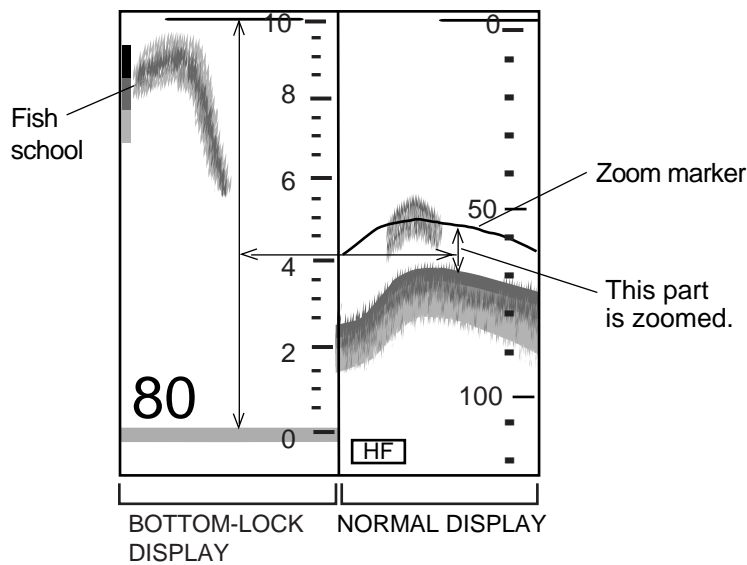 10
8
6
4
2
0
80
Fish
school
0
50
100
HF
Zoom marker
This part
is zoomed.
BOTTOM-LOCK
DISPLAY
NORMAL DISPLAY